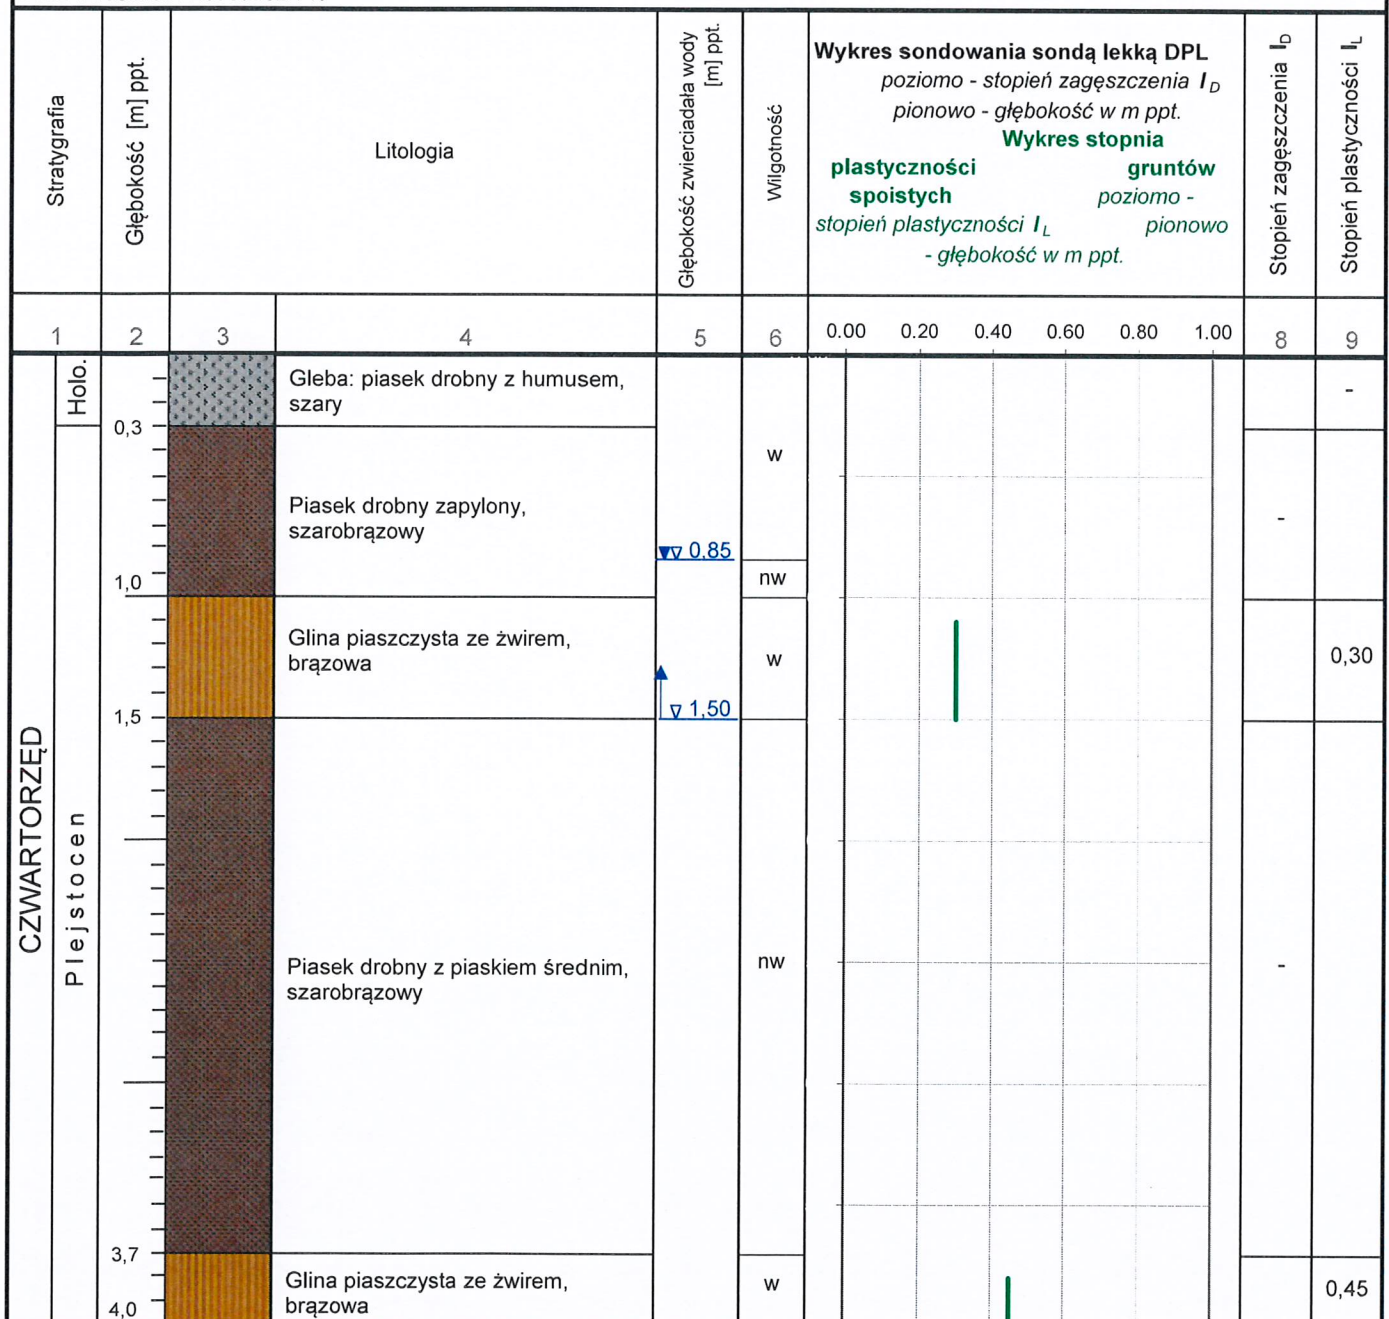 Stratygrafia
Głębokość [m] ppt.
Litologia
Głębokość zwierciadała wody
[m] ppt.
Wilgotność
Wykres sondowania sondą lekką DPL
poziomo - stopień zagęszczenia I D
pionowo - głębokość w m ppt.
Wykres stopnia
plastyczności gruntów
spoistych poziomo -
stopień plastyczności I L pionowo
- głębokość w m ppt.
Stopień zagęszczenia I D
Stopień plastyczności I L
1 2 3 4 5 6 0.00 0.20 0.40 0.60 0.80 1.00 8 9
CZWARTORZĘD
Holo.
Plejstocen
Gleba: piasek drobny z humusem,
szary
-
0,3
w
Piasek drobny zapylony,
szarobrązowy
-
0,85
nw
1,0
Glina piaszczysta ze żwirem,
brązowa
w
0,30
1,50
1,5
Piasek drobny z piaskiem średnim,
szarobrązowy
nw
-
3,7
Glina piaszczysta ze żwirem,
brązowa
w
0,45
4,0